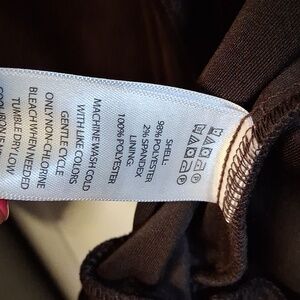 SHELL:
98% POLYESTER
2% SPANDEX
LINING:
100% POLYESTER
MACHINE WASH COLD
WITH LIKE COLORS
GENTLE CYCLE
ONLY NON-CHLORINE
BLEACH WHEN NEEDED
TUMBLE DRY LOW
COOL IRON